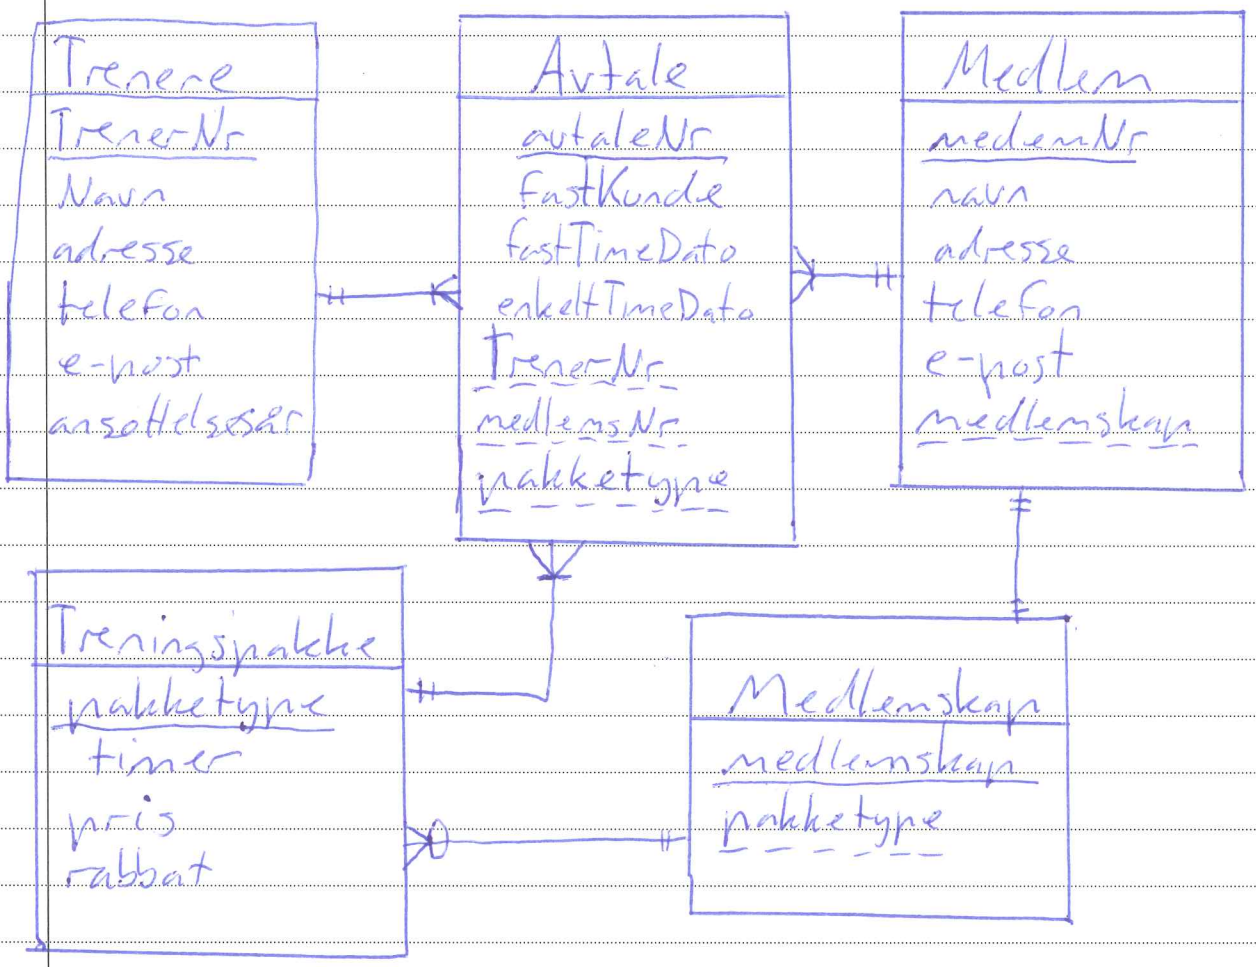 Trenere
TrenerNr
Navn
adresse
telefon
e-post
ansettelsesår
Avtale
avtaleNr
fastKunde
fastTimeDato
enkeltTimeDato
TrenerNr
medlemsNr
pakketype
Medlem
medlemNr
navn
adresse
telefon
e-post
medlemskap
Treningspakke
pakketype
timer
pris
rabbat
Medlemskap
medlemskap
pakketype